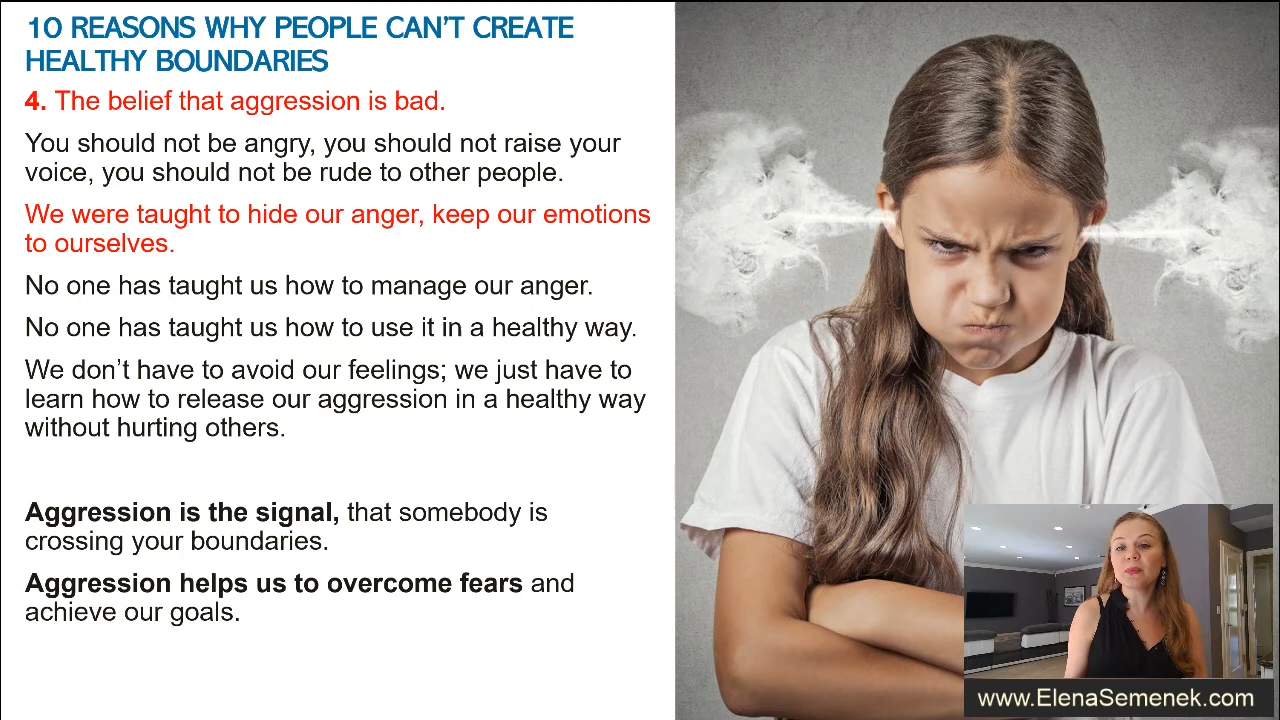 10 REASONS WHY PEOPLE CAN'T CREATE
HEALTHY BOUNDARIES
4. The belief that aggression is bad.
You should not be angry, you should not raise your
voice, you should not be rude to other people.
We were taught to hide our anger, keep our emotions
to ourselves.
No one has taught us how to manage our anger.
No one has taught us how to use it in a healthy way.
We don't have to avoid our feelings; we just have to
learn how to release our aggression in a healthy way
without hurting others.
Aggression is the signal, that somebody is
crossing your boundaries.
Aggression helps us to overcome fears and
achieve our goals.
www.ElenaSemenek.com